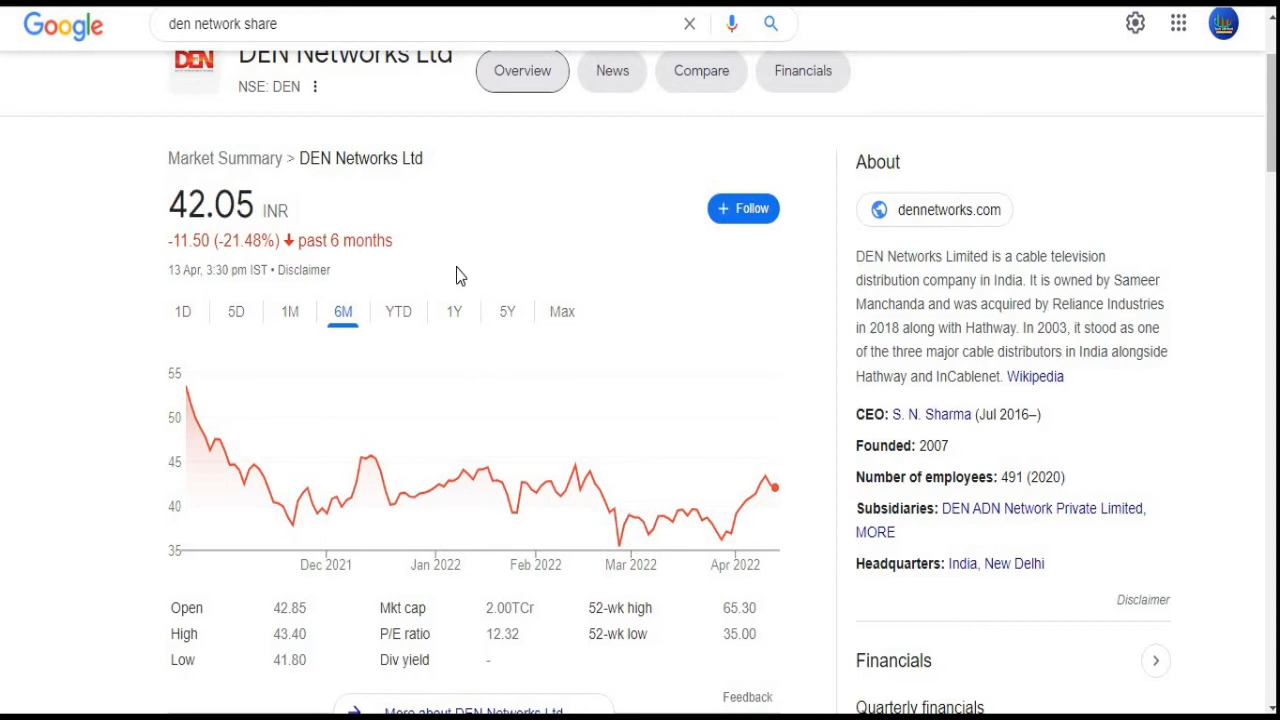 Google
den network share
DEN
DEN Networks Ltd
NSE: DEN
Overview
News
Compare
Financials
Market Summary > DEN Networks Ltd
42.05 INR
+ Follow
-11.50 (-21.48%) ↓ past 6 months
13 Apr, 3:30 pm IST • Disclaimer
1D 5D 1M 6M YTD 1Y 5Y Max
55
50
45
40
35
Dec 2021 Jan 2022 Feb 2022 Mar 2022 Apr 2022
Open 42.85 Mkt cap 2.00TCr 52-wk high 65.30
High 43.40 P/E ratio 12.32 52-wk low 35.00
Low 41.80 Div yield -
Feedback
More about DEN Networks Ltd
About
dennetworks.com
DEN Networks Limited is a cable television
distribution company in India. It is owned by Sameer
Manchanda and was acquired by Reliance Industries
in 2018 along with Hathway. In 2003, it stood as one
of the three major cable distributors in India alongside
Hathway and InCablenet. Wikipedia
CEO: S. N. Sharma (Jul 2016–)
Founded: 2007
Number of employees: 491 (2020)
Subsidiaries: DEN ADN Network Private Limited,
MORE
Headquarters: India, New Delhi
Disclaimer
Financials
Quarterly financials